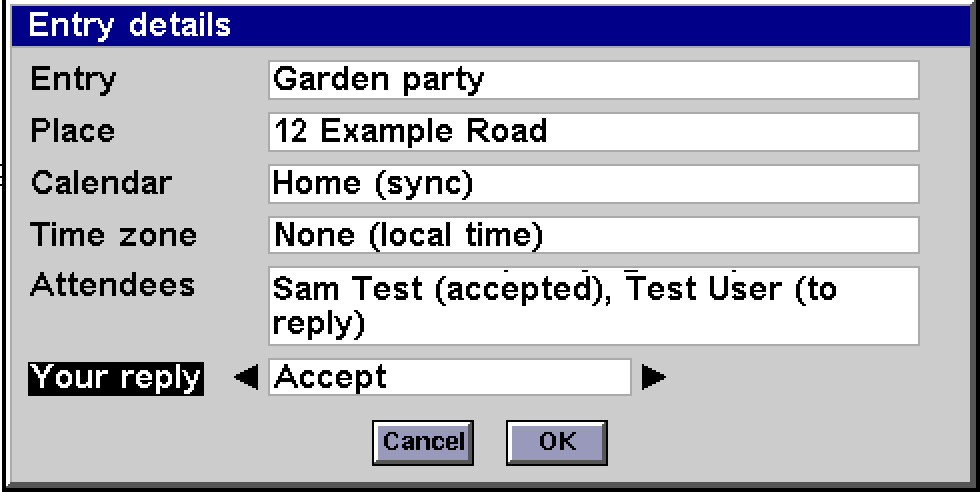 Entry details
Entry Garden party
Place 12 Example Road
Calendar Home (sync)
Time zone None (local time)
Attendees Sam Test (accepted), Test User (to
reply)
Your reply Accept
Cancel OK